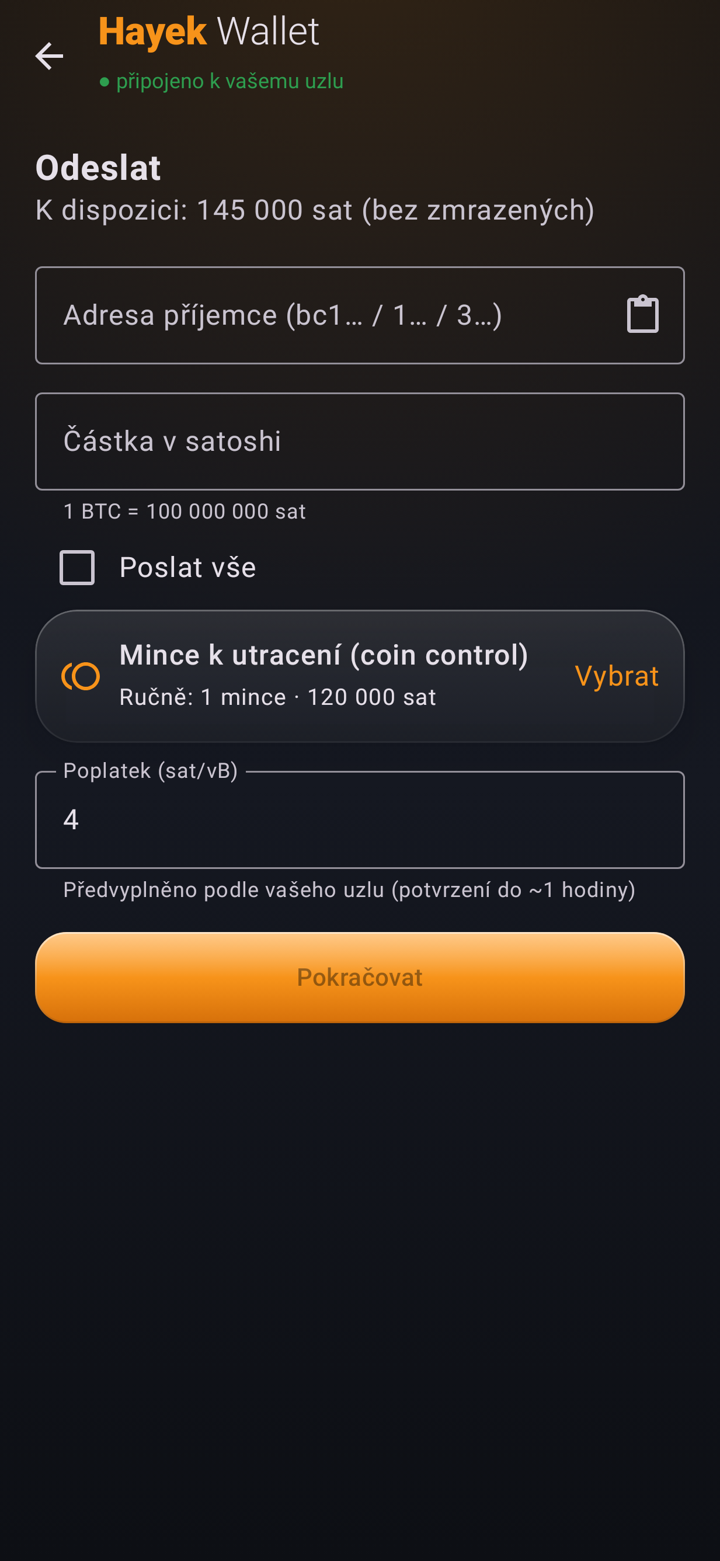 Hayek Wallet
● připojeno k vašemu uzlu
Odeslat
K dispozici: 145 000 sat (bez zmrazených)
Adresa příjemce (bc1… / 1… / 3…)
Částka v satoshi
1 BTC = 100 000 000 sat
Poslat vše
Mince k utracení (coin control)
Ručně: 1 mince · 120 000 sat
Vybrat
Poplatek (sat/vB)
4
Předvyplněno podle vašeho uzlu (potvrzení do ~1 hodiny)
Pokračovat